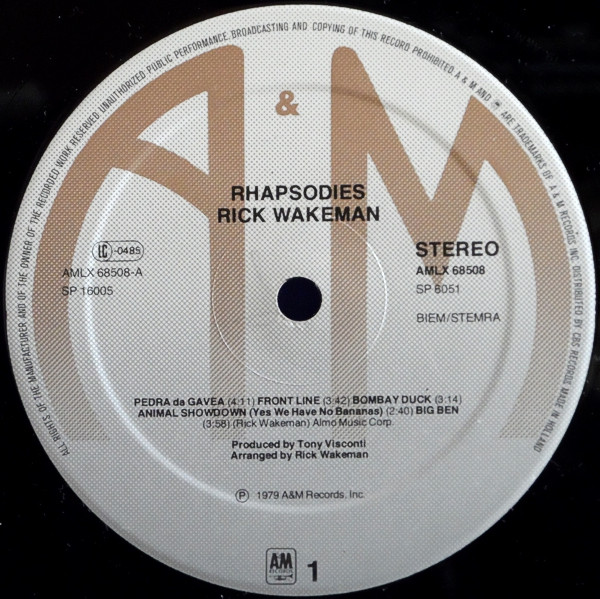 ALL RIGHTS OF THE MANUFACTURER AND OF THE OWNER OF THE RECORDED WORK RESERVED UNAUTHORIZED PUBLIC PERFORMANCE, BROADCASTING AND COPYING OF THIS RECORD PROHIBITED A & M AND ARE TRADEMARKS OF A & M RECORDS INC. DISTRIBUTED BY CBS RECORDS MADE IN HOLLAND
A & M
RHAPSODIES
RICK WAKEMAN
LC -0485
AMLX 68508-A
SP 16005
STEREO
AMLX 68508
SP 6051
BIEM/STEMRA
PEDRA da GAVEA (4:11) FRONT LINE (3:42) BOMBAY DUCK (3:14)
ANIMAL SHOWDOWN (Yes We Have No Bananas) (2:40) BIG BEN
(3:58) (Rick Wakeman) Almo Music Corp.
Produced by Tony Visconti
Arranged by Rick Wakeman
Ⓟ 1979 A&M Records, Inc.
A&M
RECORDS
1